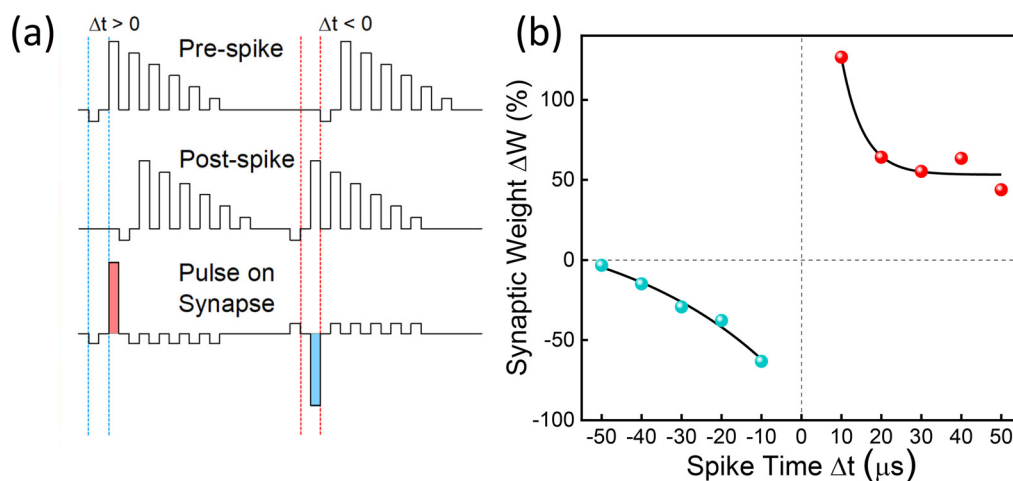 (a)
Δt > 0
Δt < 0
Pre-spike
Post-spike
Pulse on
Synapse
(b)
Synaptic Weight ΔW (%)
100
50
0
-50
-100
-50 -40 -30 -20 -10 0 10 20 30 40 50
Spike Time Δt (μs)